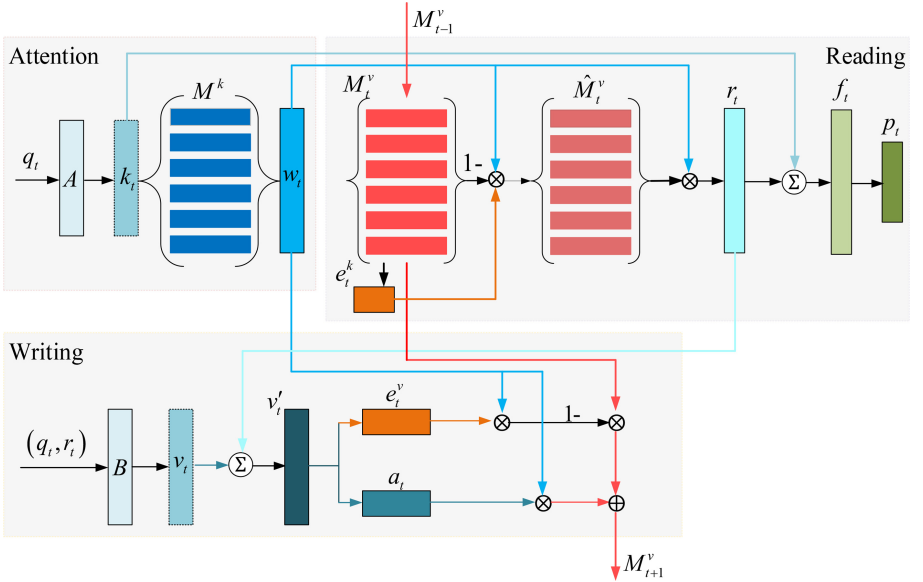 Attention
Reading
Writing
M^v_{t-1}
q_t
A
k_t
M^k
w_t
M^v_t
1-
⊗
\hat{M}^v_t
⊗
r_t
Σ
f_t
p_t
e^k_t
(q_t, r_t)
B
v_t
Σ
v'_t
e^v_t
⊗
1-
⊗
a_t
⊗
⊕
M^v_{t+1}